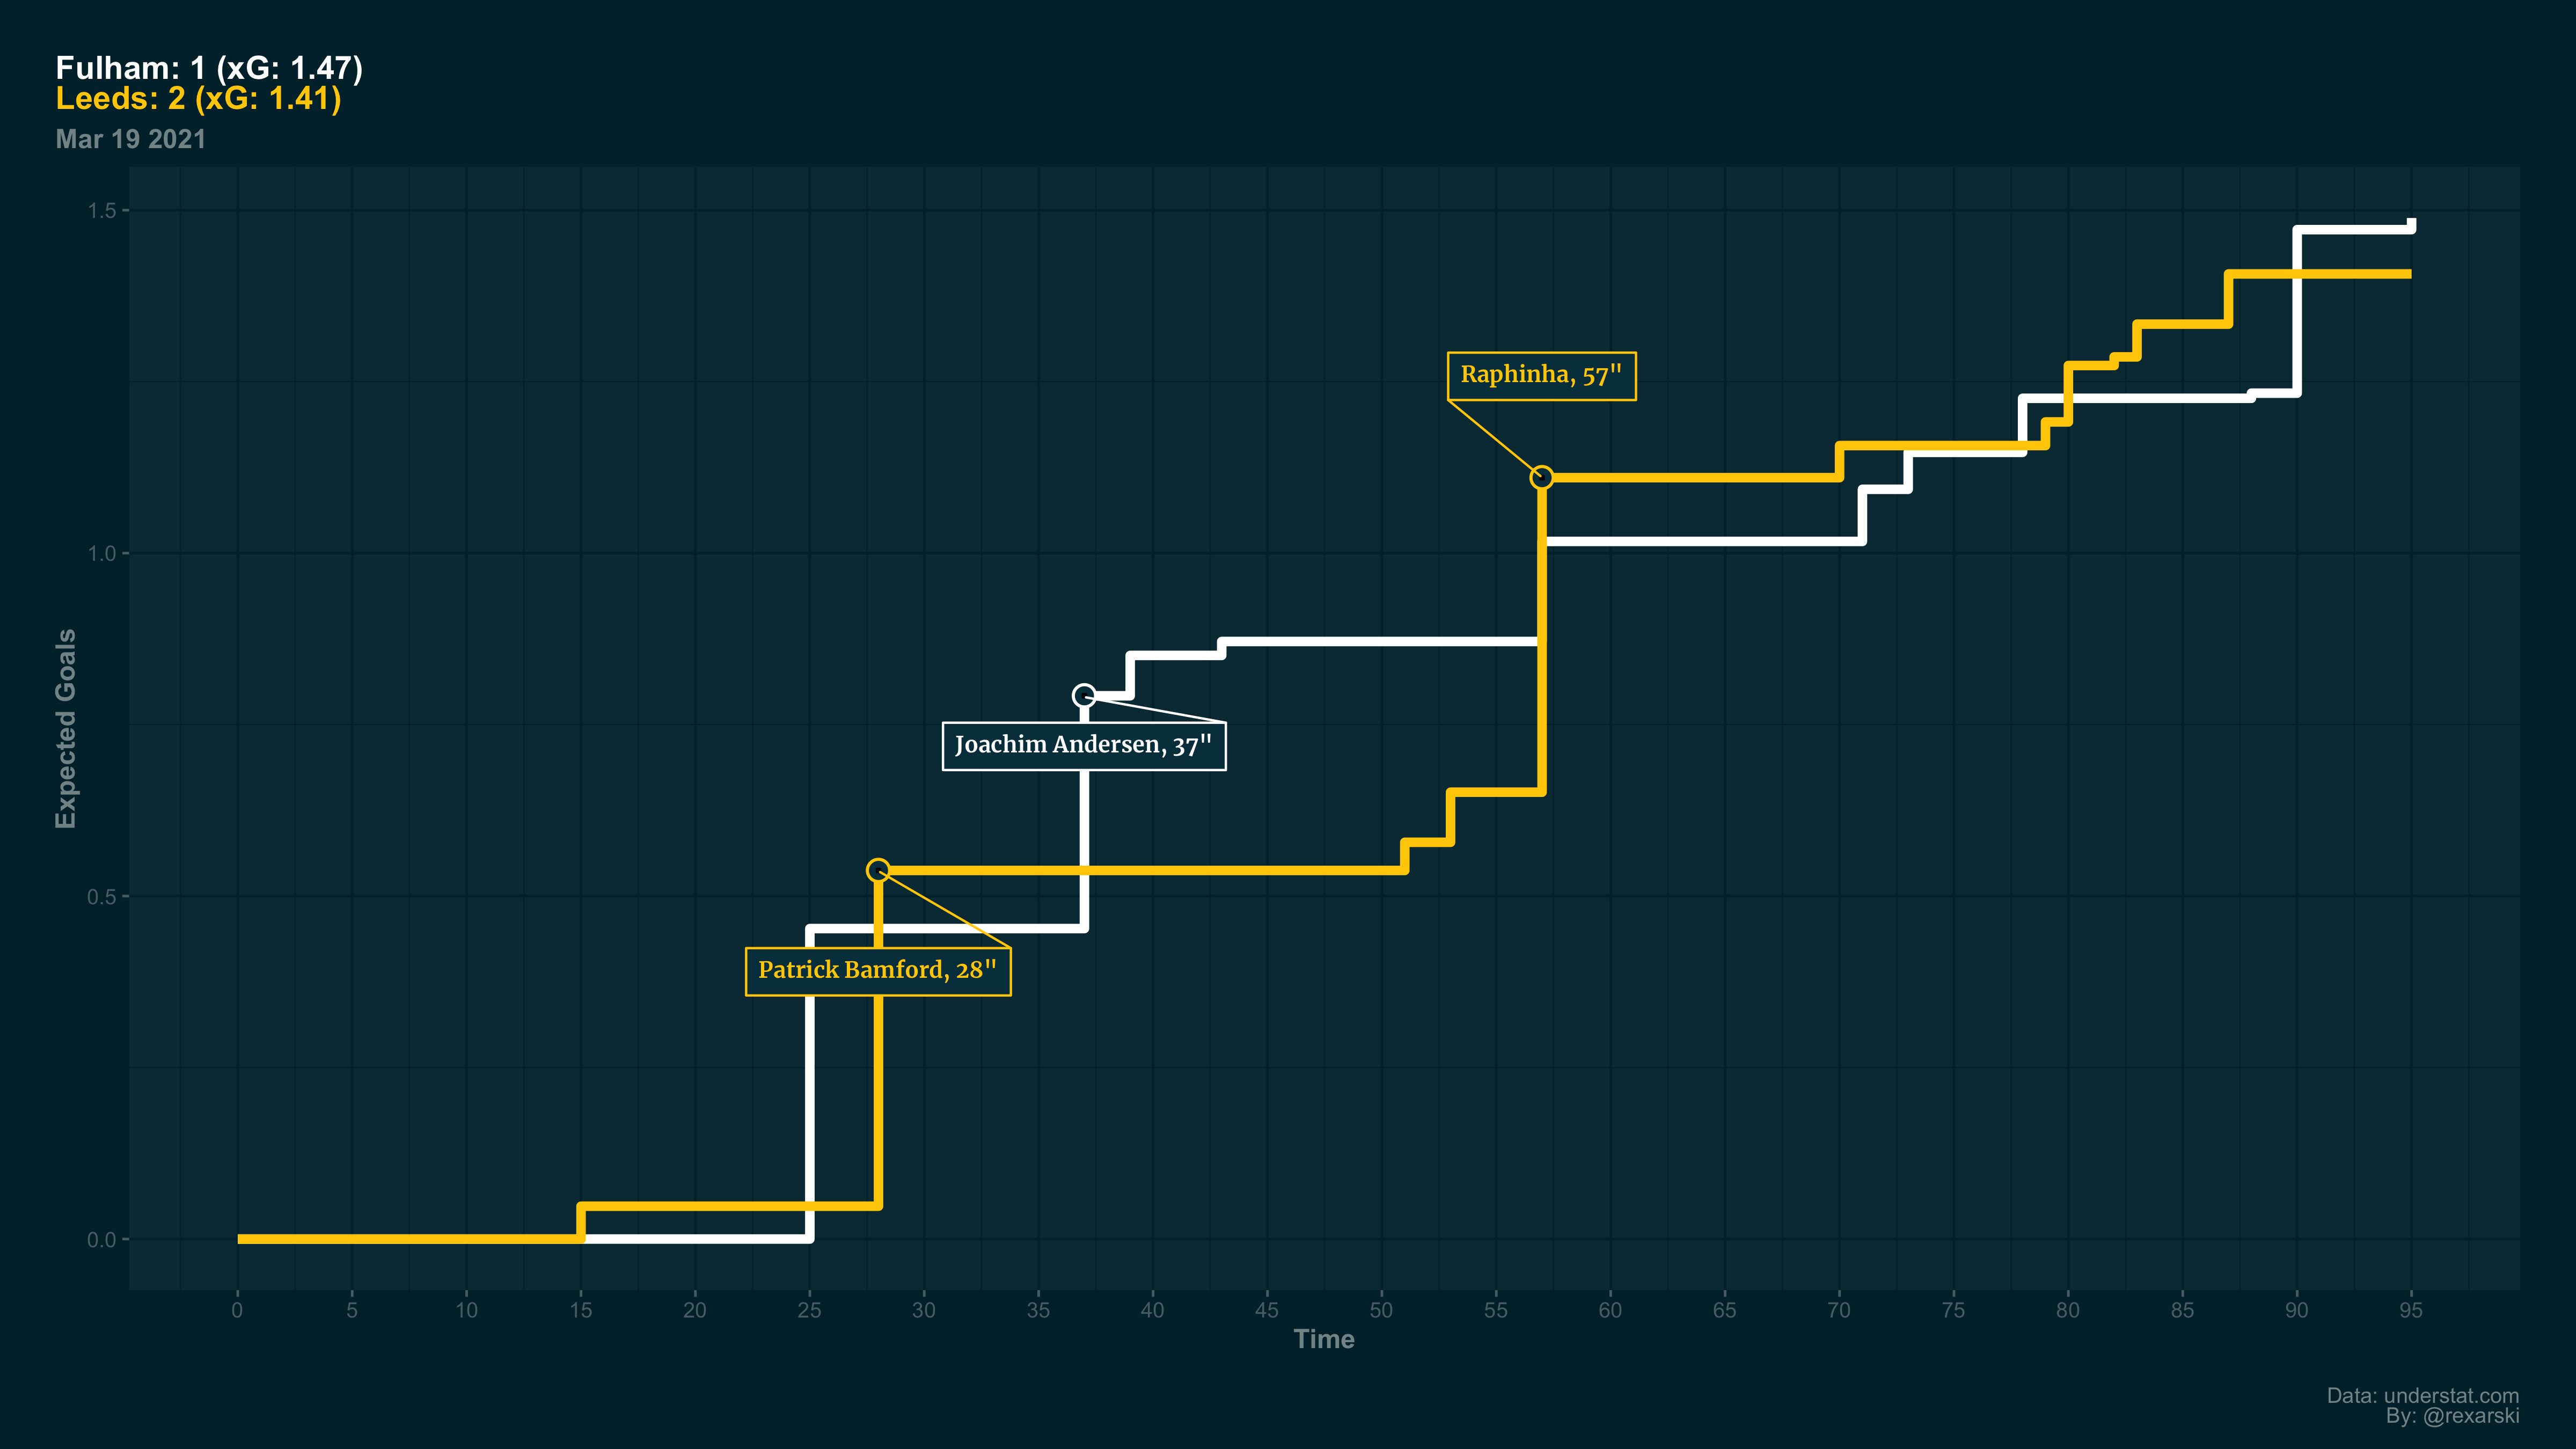 Fulham: 1 (xG: 1.47)
Leeds: 2 (xG: 1.41)
Mar 19 2021
1.5
1.0
0.5
0.0
Expected Goals
Raphinha, 57"
Joachim Andersen, 37"
Patrick Bamford, 28"
0 5 10 15 20 25 30 35 40 45 50 55 60 65 70 75 80 85 90 95
Time
Data: understat.com
By: @rexarski